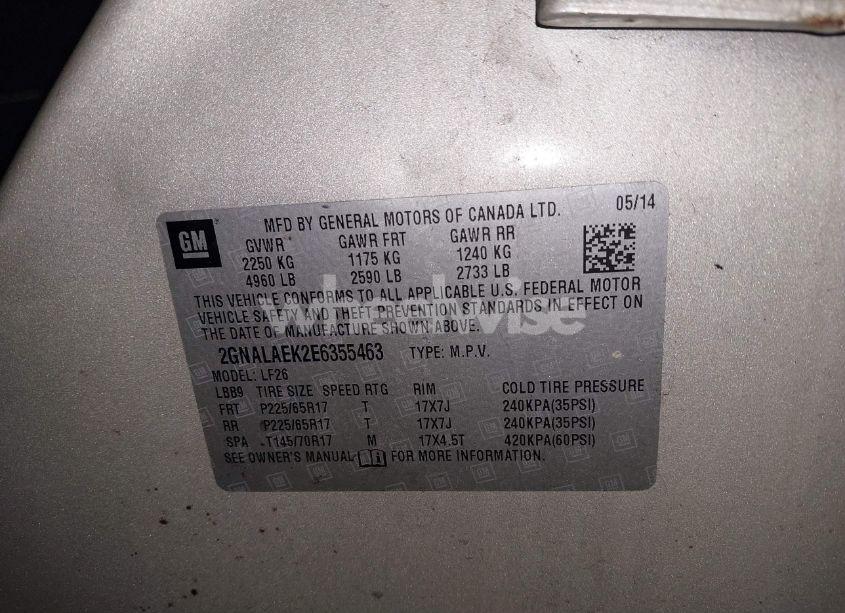 GM
MFD BY GENERAL MOTORS OF CANADA LTD. 05/14
GVWR GAWR FRT GAWR RR
2250 KG 1175 KG 1240 KG
4960 LB 2590 LB 2733 LB
THIS VEHICLE CONFORMS TO ALL APPLICABLE U.S. FEDERAL MOTOR
VEHICLE SAFETY AND THEFT PREVENTION STANDARDS IN EFFECT ON
THE DATE OF MANUFACTURE SHOWN ABOVE.
2GNALAEK2E6355463 TYPE: M.P.V.
MODEL: LF26
LBB9 TIRE SIZE SPEED RTG RIM COLD TIRE PRESSURE
FRT P225/65R17 T 17X7J 240KPA(35PSI)
RR P225/65R17 T 17X7J 240KPA(35PSI)
SPA T145/70R17 M 17X4.5T 420KPA(60PSI)
SEE OWNER'S MANUAL FOR MORE INFORMATION.